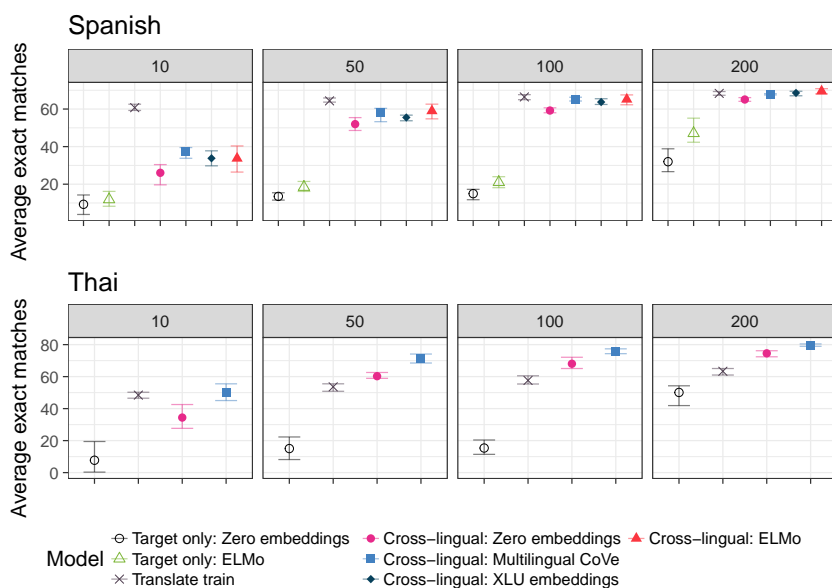 Spanish
10 50 100 200
Average exact matches
60
40
20
Thai
10 50 100 200
Average exact matches
80
60
40
20
0
Model
Target only: Zero embeddings Cross−lingual: Zero embeddings Cross−lingual: ELMo
Target only: ELMo Cross−lingual: Multilingual CoVe
Translate train Cross−lingual: XLU embeddings